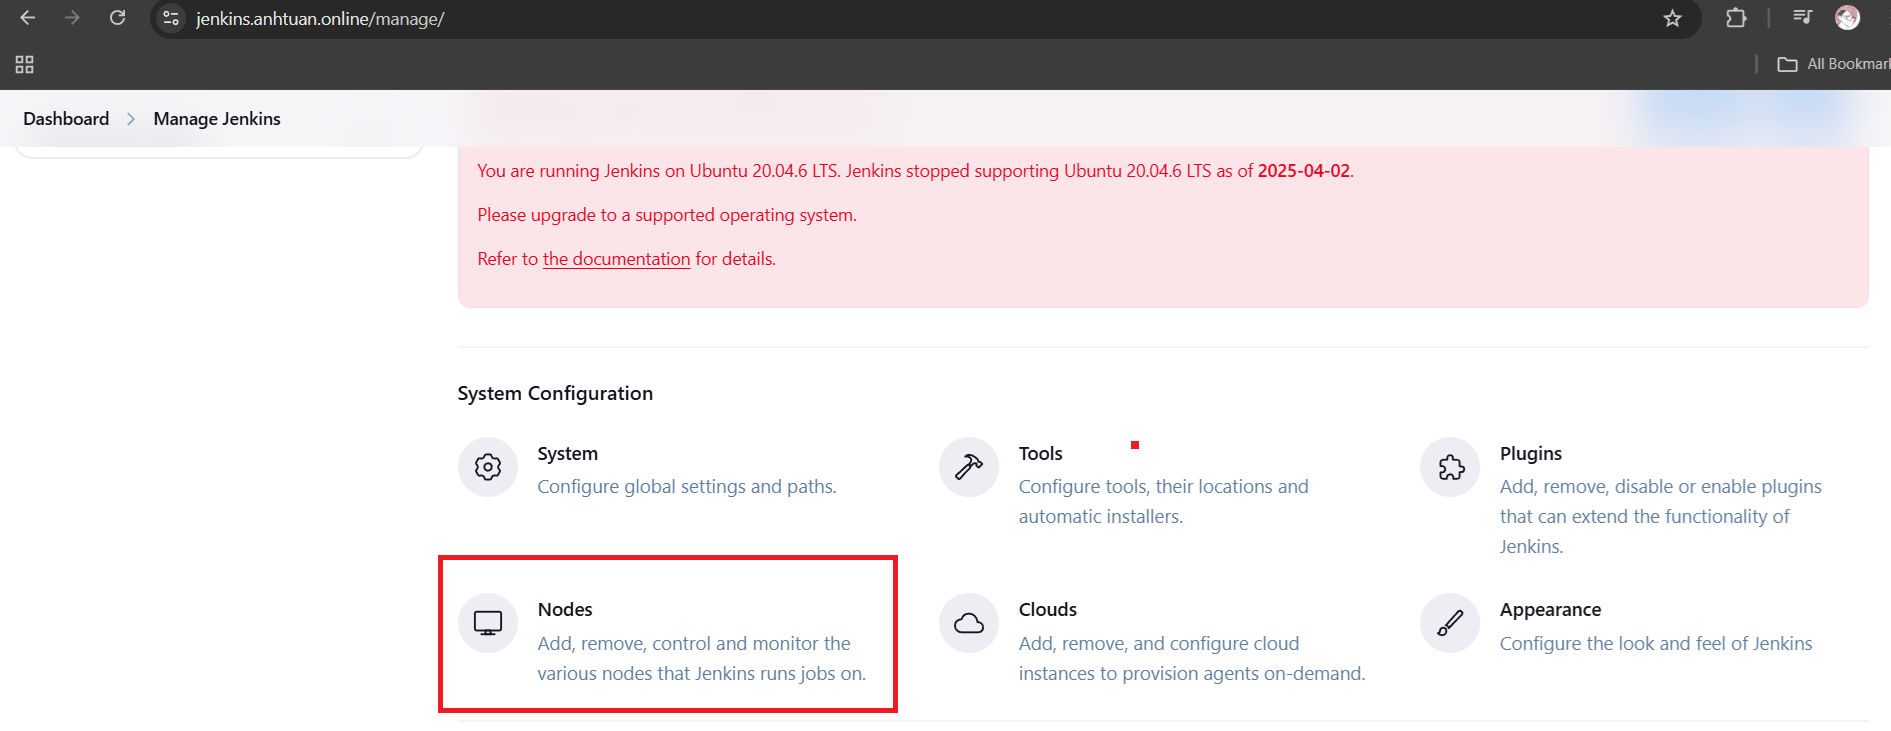 jenkins.anhtuan.online/manage/
All Bookmark
Dashboard > Manage Jenkins
You are running Jenkins on Ubuntu 20.04.6 LTS. Jenkins stopped supporting Ubuntu 20.04.6 LTS as of 2025-04-02.
Please upgrade to a supported operating system.
Refer to the documentation for details.
System Configuration
System
Configure global settings and paths.
Tools
Configure tools, their locations and
automatic installers.
Plugins
Add, remove, disable or enable plugins
that can extend the functionality of
Jenkins.
Nodes
Add, remove, control and monitor the
various nodes that Jenkins runs jobs on.
Clouds
Add, remove, and configure cloud
instances to provision agents on-demand.
Appearance
Configure the look and feel of Jenkins